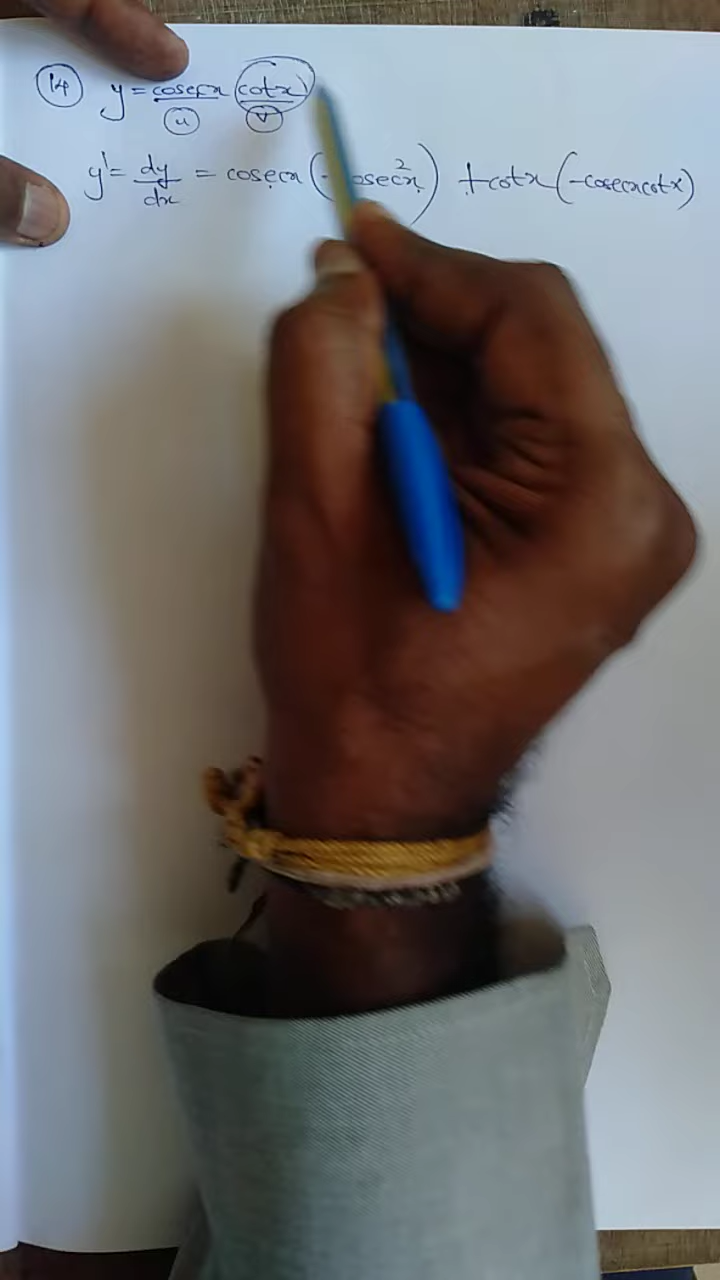 (14) y = cosecx cotx
u v
y' = dy/dx = cosecx (-cosec²x) + cotx (-cosecxcotx)